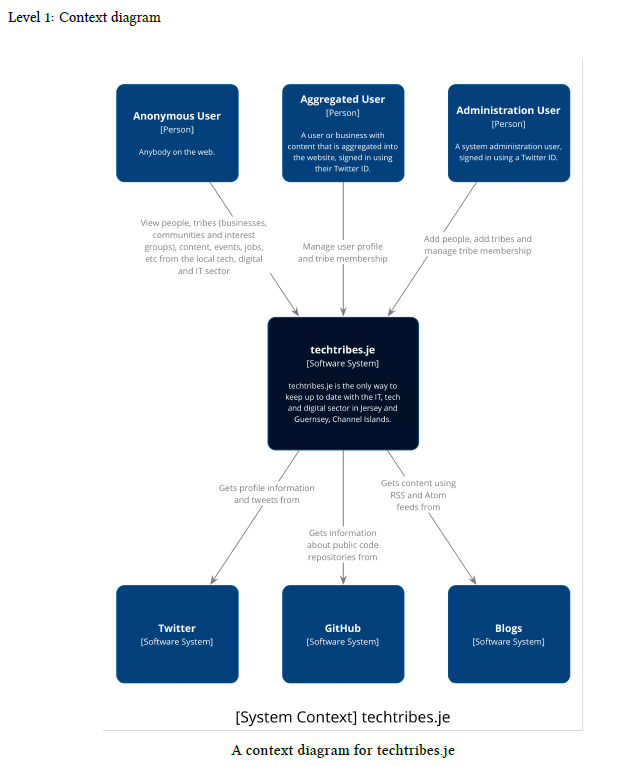 Level 1: Context diagram
Anonymous User
[Person]
Anybody on the web.
Aggregated User
[Person]
A user or business with
content that is aggregated into
the website, signed in using
their Twitter ID.
Administration User
[Person]
A system administration user,
signed in using a Twitter ID.
View people, tribes (businesses,
communities and interest
groups), content, events, jobs,
etc from the local tech, digital
and IT sector
Manage user profile
and tribe membership
Add people, add tribes and
manage tribe membership
techtribes.je
[Software System]
techtribes.je is the only way to
keep up to date with the IT, tech
and digital sector in Jersey and
Guernsey, Channel Islands.
Gets profile information
and tweets from
Gets information
about public code
repositories from
Gets content using
RSS and Atom
feeds from
Twitter
[Software System]
GitHub
[Software System]
Blogs
[Software System]
[System Context] techtribes.je
A context diagram for techtribes.je